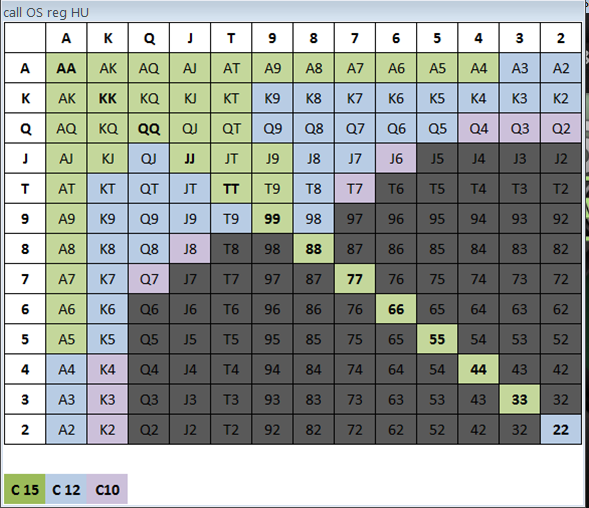 call OS reg HU
A K Q J T 9 8 7 6 5 4 3 2
A AA AK AQ AJ AT A9 A8 A7 A6 A5 A4 A3 A2
K AK KK KQ KJ KT K9 K8 K7 K6 K5 K4 K3 K2
Q AQ KQ QQ QJ QT Q9 Q8 Q7 Q6 Q5 Q4 Q3 Q2
J AJ KJ QJ JJ JT J9 J8 J7 J6 J5 J4 J3 J2
T AT KT QT JT TT T9 T8 T7 T6 T5 T4 T3 T2
9 A9 K9 Q9 J9 T9 99 98 97 96 95 94 93 92
8 A8 K8 Q8 J8 T8 98 88 87 86 85 84 83 82
7 A7 K7 Q7 J7 T7 97 87 77 76 75 74 73 72
6 A6 K6 Q6 J6 T6 96 86 76 66 65 64 63 62
5 A5 K5 Q5 J5 T5 95 85 75 65 55 54 53 52
4 A4 K4 Q4 J4 T4 94 84 74 64 54 44 43 42
3 A3 K3 Q3 J3 T3 93 83 73 63 53 43 33 32
2 A2 K2 Q2 J2 T2 92 82 72 62 52 42 32 22
C 15 C 12 C10